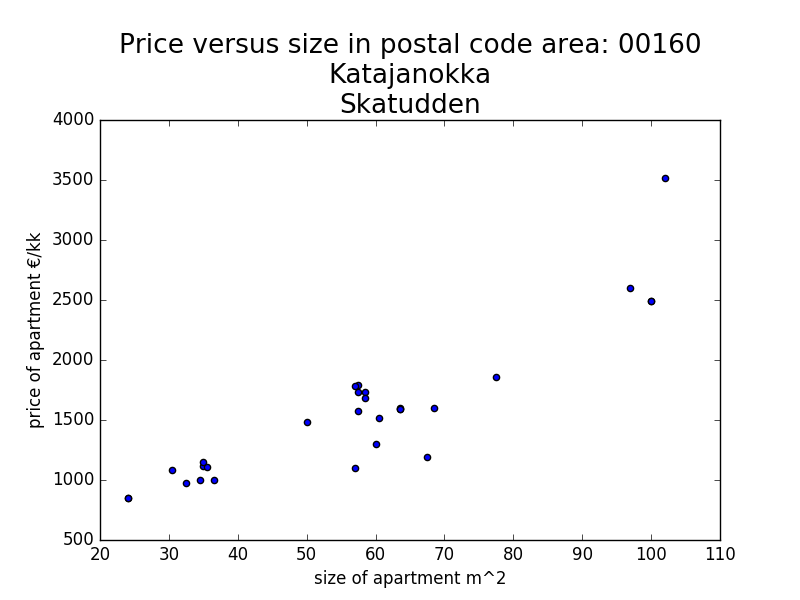 Price versus size in postal code area: 00160
Katajanokka
Skatudden
4000
3500
3000
2500
2000
1500
1000
500
price of apartment €/kk
20 30 40 50 60 70 80 90 100 110
size of apartment m^2